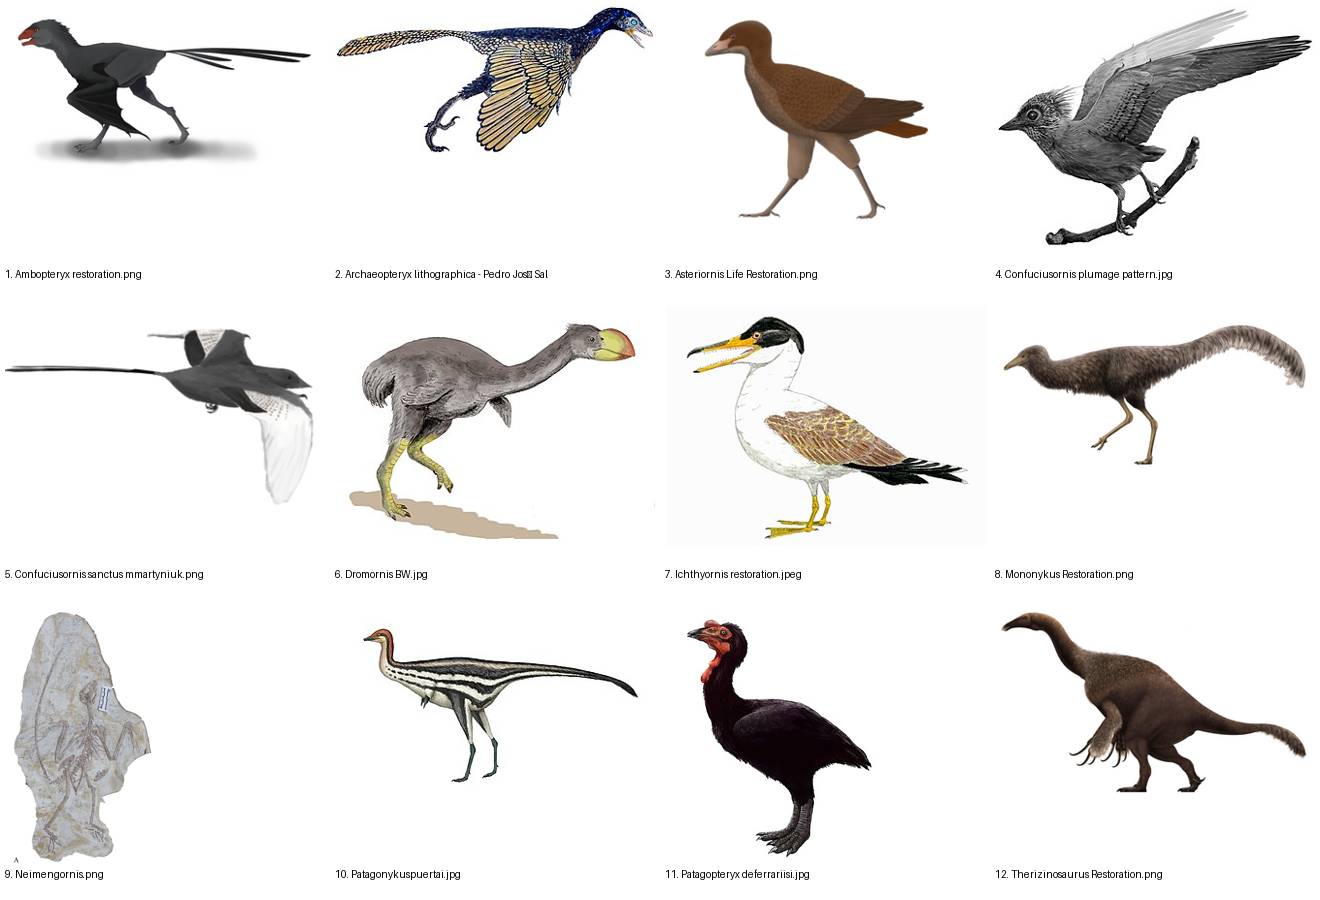 1. Ambopteryx restoration.png
2. Archaeopteryx lithographica - Pedro Jos Sal
3. Asteriornis Life Restoration.png
4. Confuciusornis plumage pattern.jpg
5. Confuciusornis sanctus mmartyniuk.png
6. Dromornis BW.jpg
7. Ichthyornis restoration.jpeg
8. Mononykus Restoration.png
A
9. Neimengornis.png
10. Patagonykuspuertai.jpg
11. Patagopteryx deferrariisi.jpg
12. Therizinosaurus Restoration.png